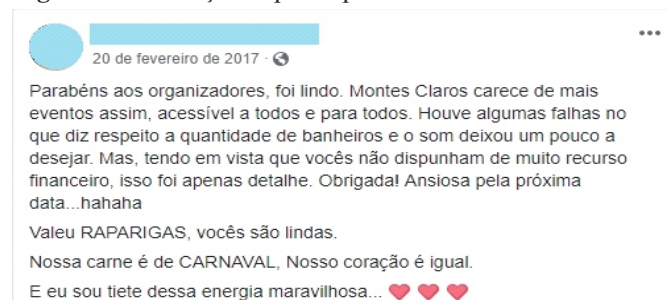 20 de fevereiro de 2017 ·
Parabéns aos organizadores, foi lindo. Montes Claros carece de mais
eventos assim, acessível a todos e para todos. Houve algumas falhas no
que diz respeito a quantidade de banheiros e o som deixou um pouco a
desejar. Mas, tendo em vista que vocês não dispunham de muito recurso
financeiro, isso foi apenas detalhe. Obrigada! Ansiosa pela próxima
data...hahaha
Valeu RAPARIGAS, vocês são lindas.
Nossa carne é de CARNAVAL, Nosso coração é igual.
E eu sou tiete dessa energia maravilhosa... ❤ ❤ ❤